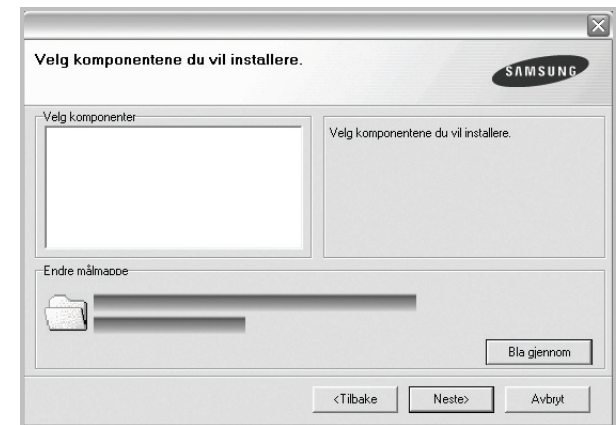 Velg komponentene du vil installere.
SAMSUNG
Velg komponenter
Velg komponentene du vil installere.
Endre målmappe
Bla gjennom
<Tilbake
Neste>
Avbryt